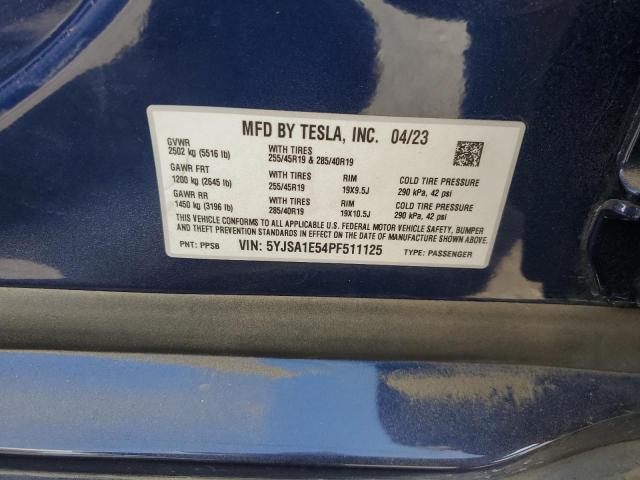 MFD BY TESLA, INC. 04/23
GVWR
2502 kg (5516 lb)
WITH TIRES
255/45R19 & 285/40R19
GAWR FRT
1200 kg (2645 lb)
WITH TIRES
255/45R19
RIM
19X9.5J
COLD TIRE PRESSURE
290 kPa, 42 psi
GAWR RR
1450 kg (3196 lb)
WITH TIRES
285/40R19
RIM
19X10.5J
COLD TIRE PRESSURE
290 kPa, 42 psi
THIS VEHICLE CONFORMS TO ALL APPLICABLE U.S. FEDERAL MOTOR VEHICLE SAFETY, BUMPER
AND THEFT PREVENTION STANDARDS IN EFFECT ON THE DATE OF MANUFACTURE SHOWN ABOVE.
PNT: PPSB VIN: 5YJSA1E54PF511125 TYPE: PASSENGER